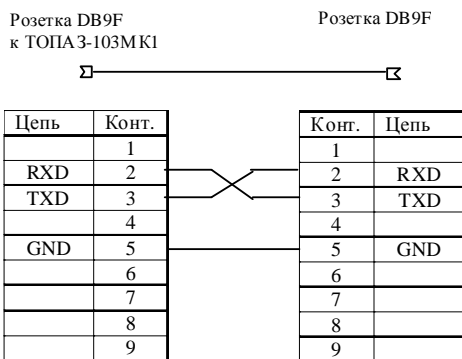 Розетка DB9F
к ТОПАЗ-103МК1
Розетка DB9F
Цепь Конт.
1
RXD 2
TXD 3
4
GND 5
6
7
8
9
Конт. Цепь
1
2 RXD
3 TXD
4
5 GND
6
7
8
9